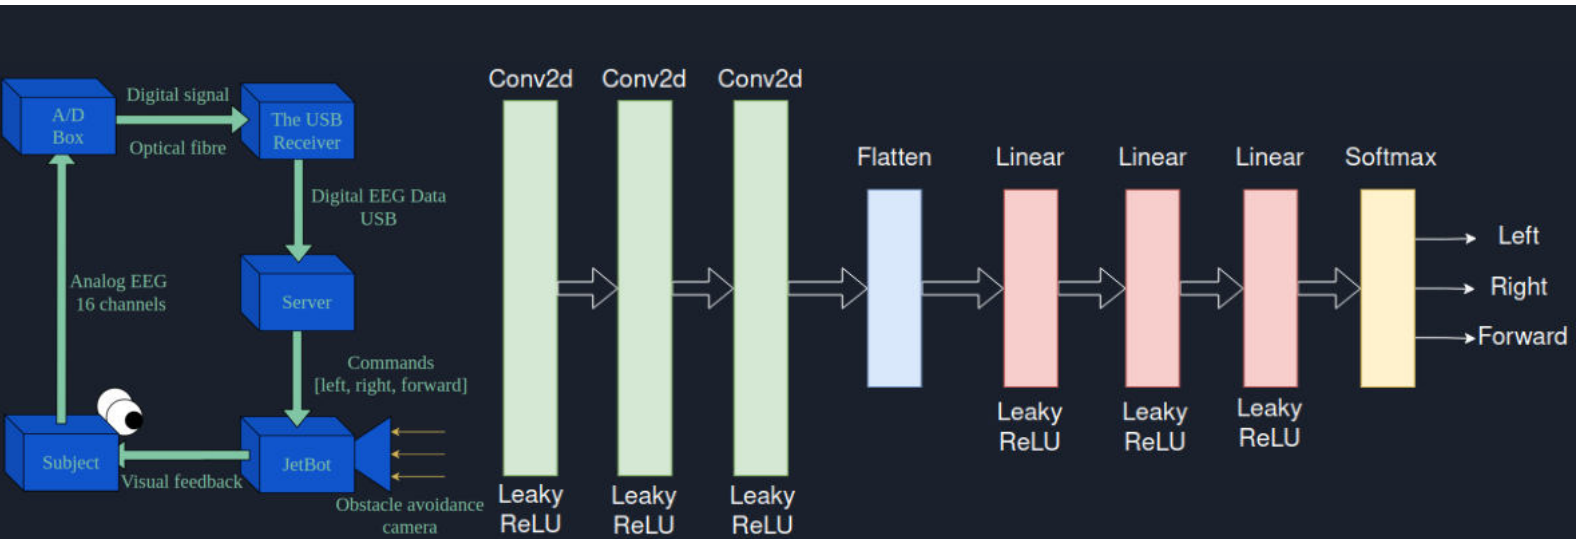 A/D
Box
Digital signal
Optical fibre
The USB
Receiver
Digital EEG Data
USB
Analog EEG
16 channels
Server
Commands
[left, right, forward]
Subject
Visual feedback
JetBot
Obstacle avoidance
camera
Conv2d
Conv2d
Conv2d
Leaky
ReLU
Leaky
ReLU
Leaky
ReLU
Flatten
Linear
Linear
Linear
Leaky
ReLU
Leaky
ReLU
Leaky
ReLU
Softmax
Left
Right
Forward